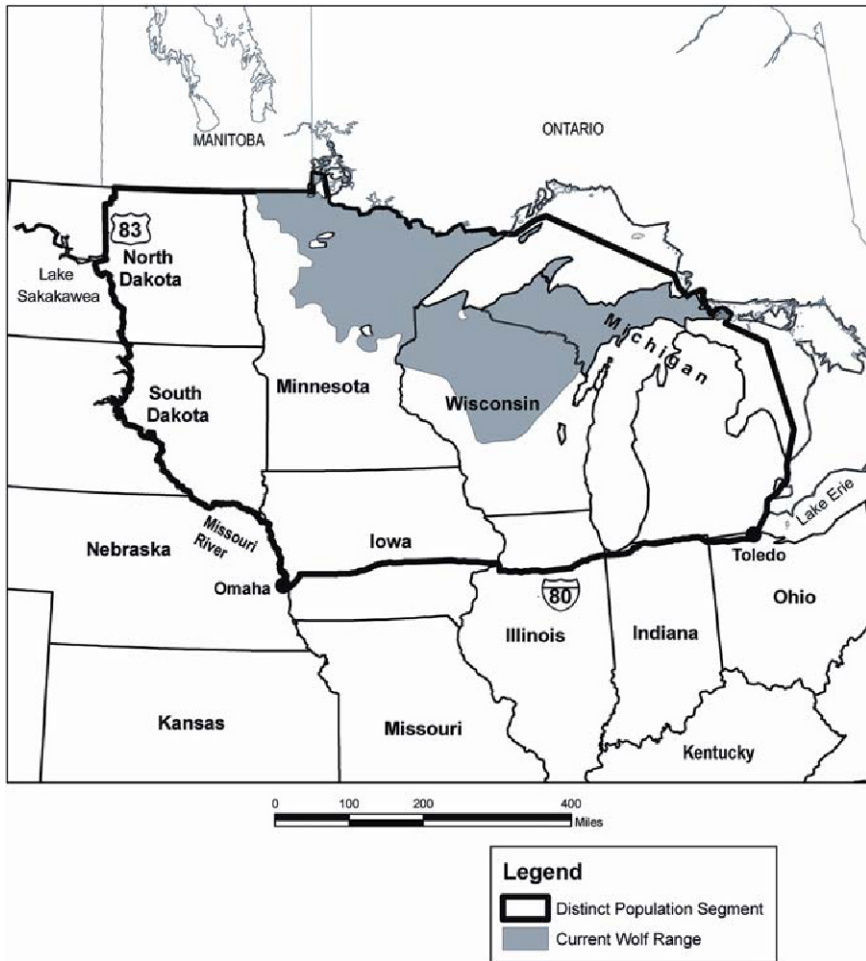 MANITOBA
ONTARIO
83
North
Dakota
Lake
Sakakawea
Michigan
Minnesota
South
Dakota
Wisconsin
Lake Erie
Missouri
River
Nebraska
Iowa
Toledo
Omaha
80
Ohio
Illinois
Indiana
Kansas
Missouri
Kentucky
0 100 200 400
Miles
Legend
Distinct Population Segment
Current Wolf Range